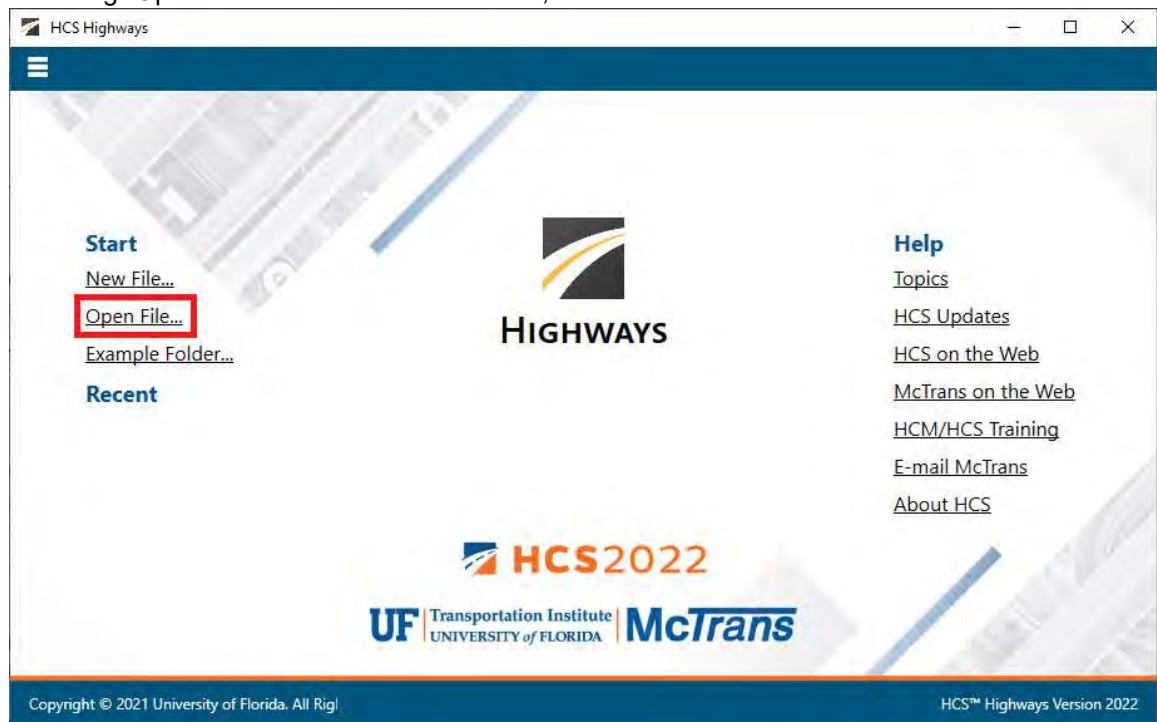 HCS Highways
Start
New File...
Open File...
Example Folder...
Recent
HIGHWAYS
Help
Topics
HCS Updates
HCS on the Web
McTrans on the Web
HCM/HCS Training
E-mail McTrans
About HCS
HCS2022
UF Transportation Institute
UNIVERSITY of FLORIDA
McTrans
Copyright © 2021 University of Florida. All Rigl
HCS™ Highways Version 2022